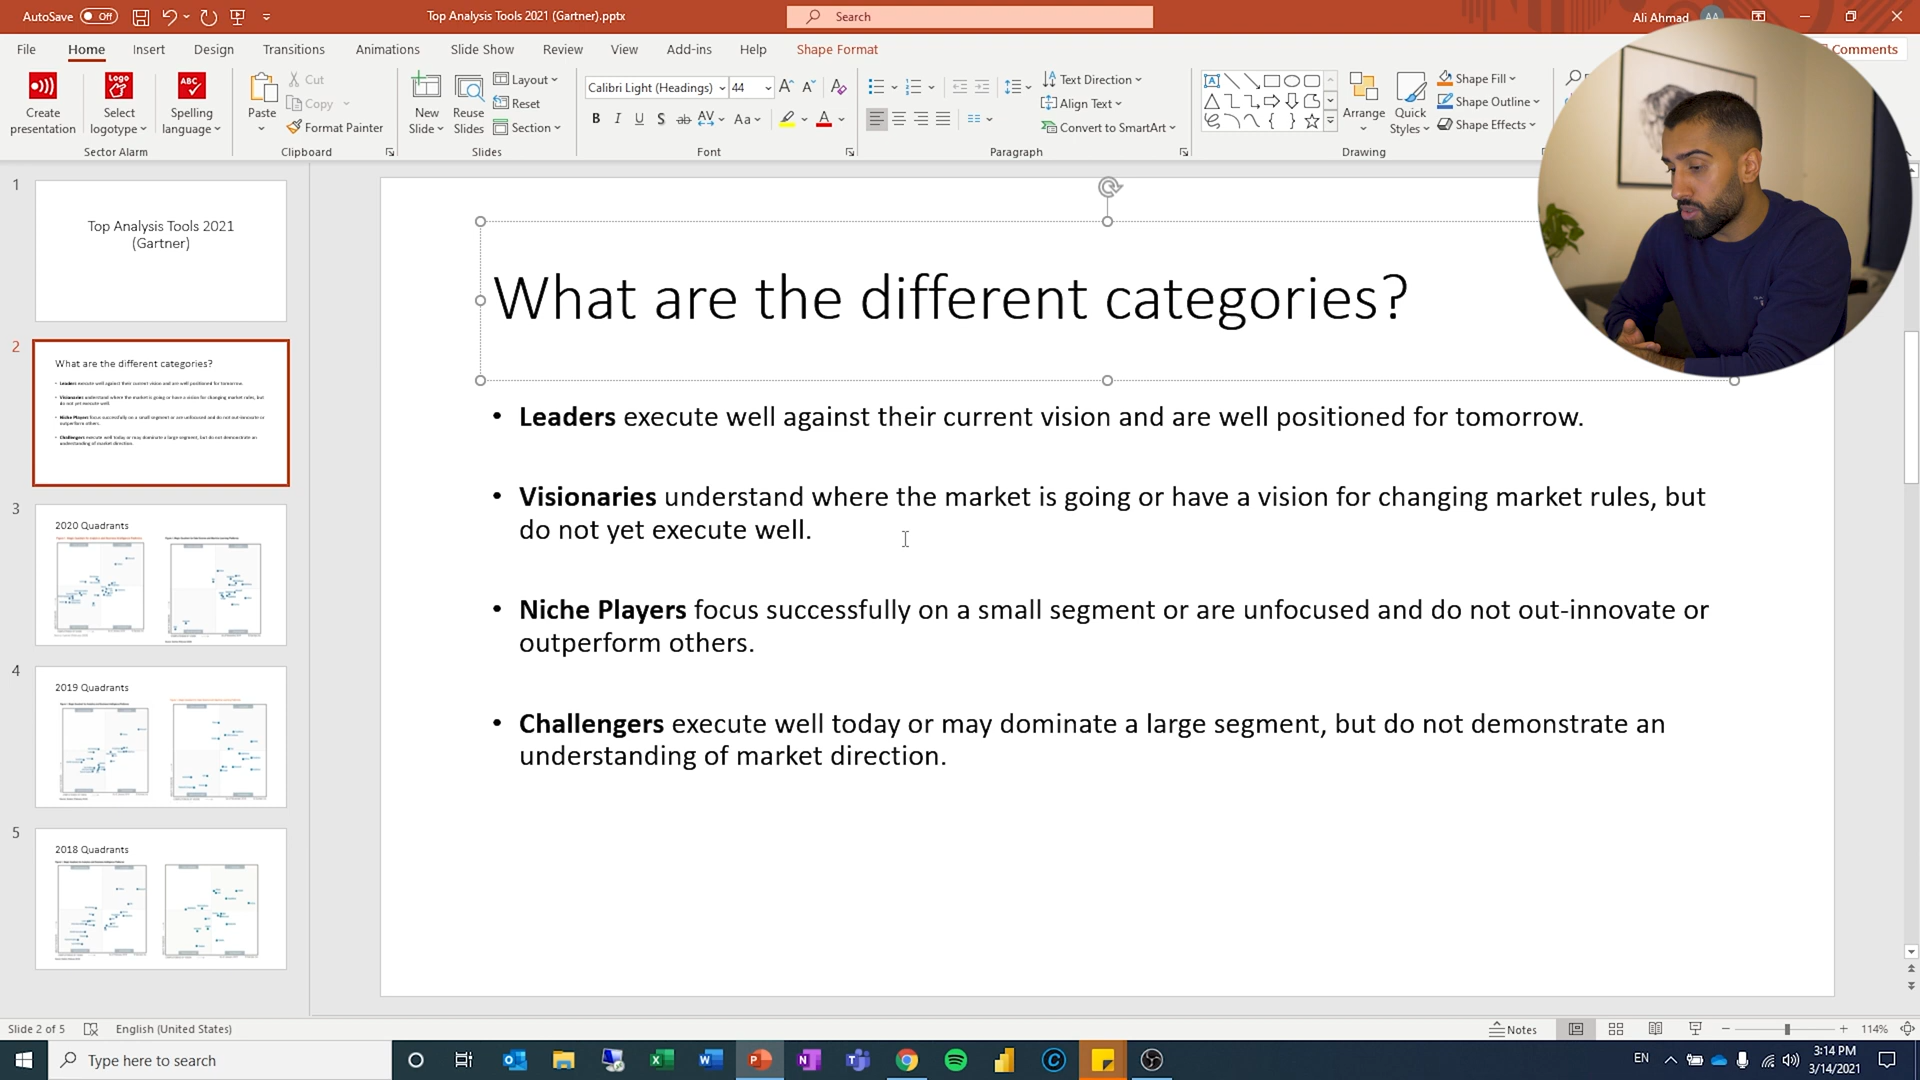 AutoSave Off
Top Analysis Tools 2021 (Gartner).pptx
Search
Ali Ahmad AA
File Home Insert Design Transitions Animations Slide Show Review View Add-ins Help Shape Format
Comments
Create presentation
Select logotype
Spelling language
Sector Alarm
Paste
Cut
Copy
Format Painter
Clipboard
New Slide
Reuse Slides
Layout
Reset
Section
Slides
Calibri Light (Headings) 44
Font
Text Direction
Align Text
Convert to SmartArt
Paragraph
Arrange
Quick Styles
Shape Fill
Shape Outline
Shape Effects
Drawing
1
Top Analysis Tools 2021
(Gartner)
2
What are the different categories?
Leaders execute well against their current vision and are well positioned for tomorrow.
Visionaries understand where the market is going or have a vision for changing market rules, but
do not yet execute well.
Niche Players focus successfully on a small segment or are unfocused and do not out-innovate or
outperform others.
Challengers execute well today or may dominate a large segment, but do not demonstrate an
understanding of market direction.
3
2020 Quadrants
4
2019 Quadrants
5
2018 Quadrants
What are the different categories?
• Leaders execute well against their current vision and are well positioned for tomorrow.
• Visionaries understand where the market is going or have a vision for changing market rules, but
do not yet execute well.
• Niche Players focus successfully on a small segment or are unfocused and do not out-innovate or
outperform others.
• Challengers execute well today or may dominate a large segment, but do not demonstrate an
understanding of market direction.
Slide 2 of 5 English (United States)
Notes
114%
Type here to search
EN
3:14 PM
3/14/2021